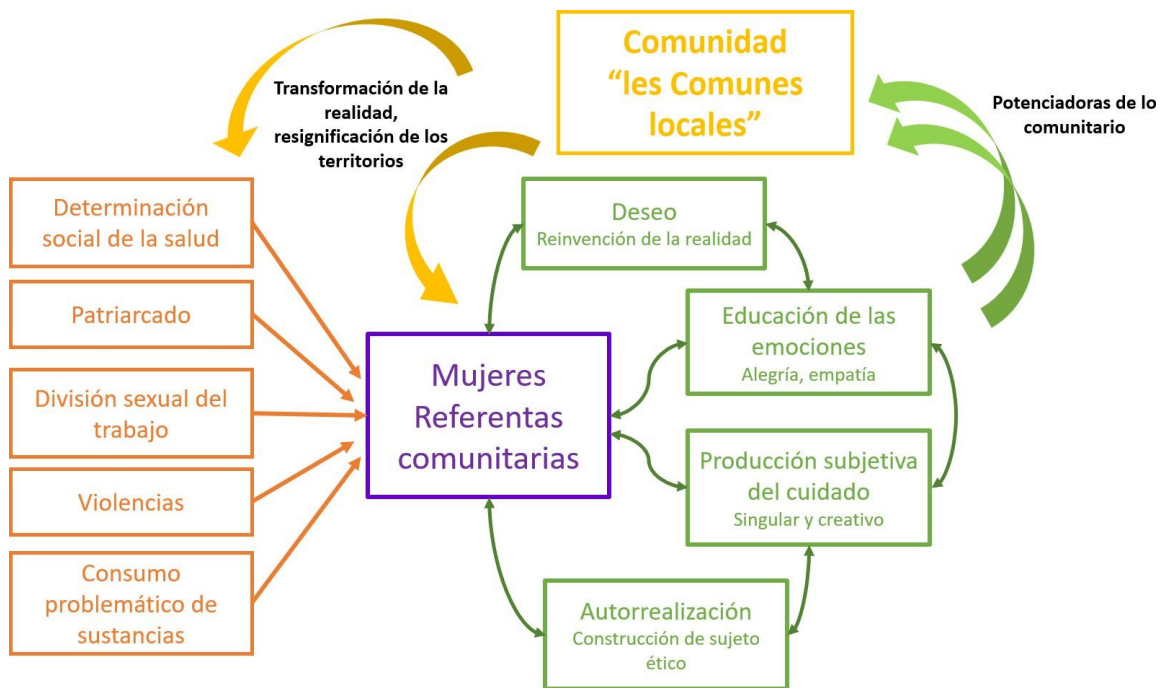 Comunidad
“les Comunes
locales”
Transformación de la
realidad,
resignificación de los
territorios
Potenciadoras de lo
comunitario
Determinación
social de la salud
Patriarcado
División sexual del
trabajo
Violencias
Consumo
problemático de
sustancias
Mujeres
Referentas
comunitarias
Deseo
Reinvención de la realidad
Educación de las
emociones
Alegría, empatía
Producción subjetiva
del cuidado
Singular y creativo
Autorrealización
Construcción de sujeto
ético